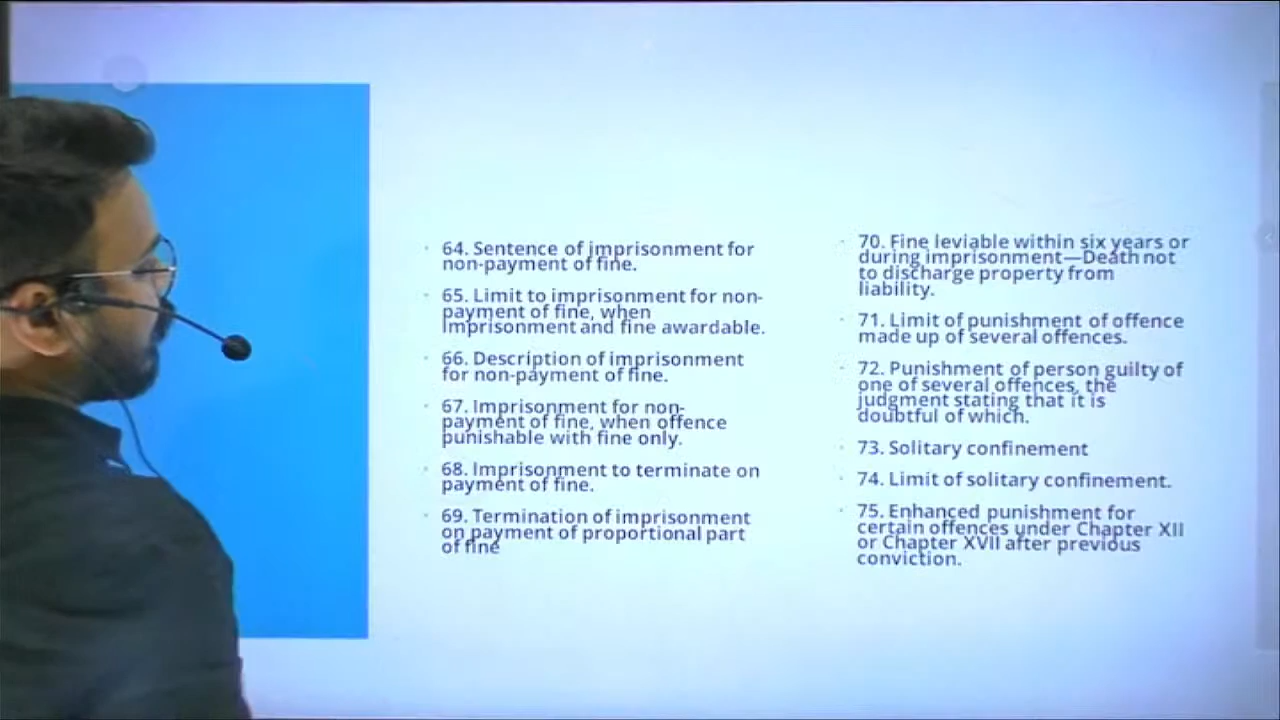 64. Sentence of imprisonment for
non-payment of fine.
65. Limit to imprisonment for non-
payment of fine, when
imprisonment and fine awardable.
66. Description of imprisonment
for non-payment of fine.
67. Imprisonment for non-
payment of fine, when offence
punishable with fine only.
68. Imprisonment to terminate on
payment of fine.
69. Termination of imprisonment
on payment of proportional part
of fine
70. Fine leviable within six years or
during imprisonment—Death not
to discharge property from
liability.
71. Limit of punishment of offence
made up of several offences.
72. Punishment of person guilty of
one of several offences, the
judgment stating that it is
doubtful of which.
73. Solitary confinement
74. Limit of solitary confinement.
75. Enhanced punishment for
certain offences under Chapter XII
or Chapter XVII after previous
conviction.